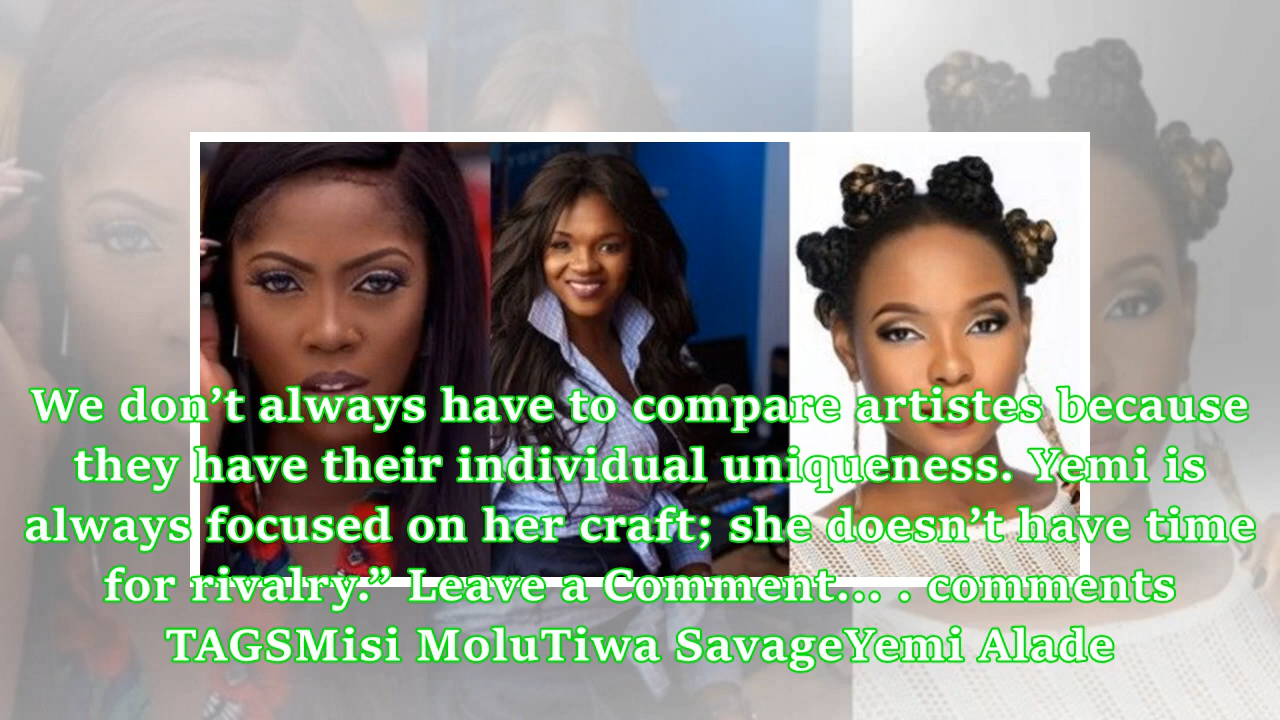 We don’t always have to compare artistes because
they have their individual uniqueness. Yemi is
always focused on her craft; she doesn’t have time
for rivalry.” Leave a Comment... . comments
TAGSMisi MoluTiwa SavageYemi Alade